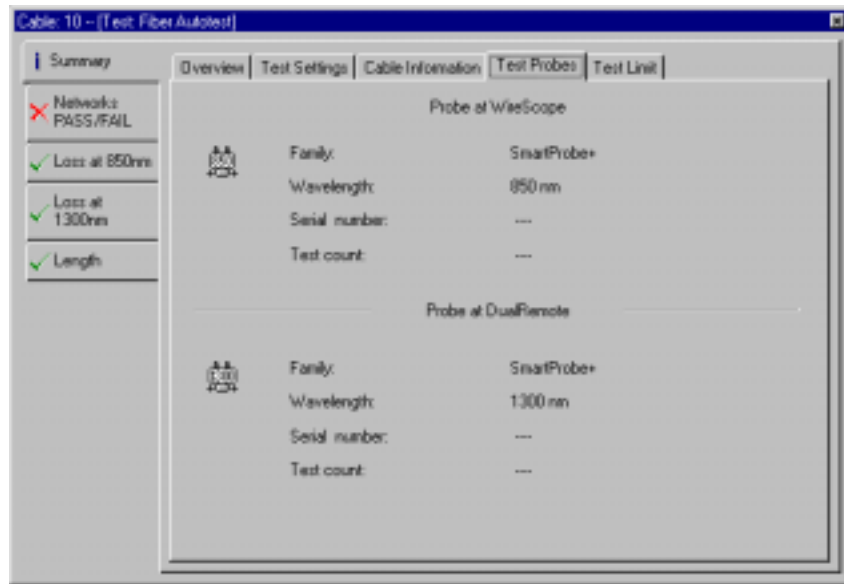 Cable: 10 -- [Test: Fiber Autotest]
i Summary
Networks
PASS/FAIL
Loss at 850nm
Loss at
1300nm
Length
Overview
Test Settings
Cable Information
Test Probes
Test Limit
Probe at WireScope
Family: SmartProbe+
Wavelength: 850 nm
Serial number: ---
Test count: ---
Probe at DualRemote
Family: SmartProbe+
Wavelength: 1300 nm
Serial number: ---
Test count: ---